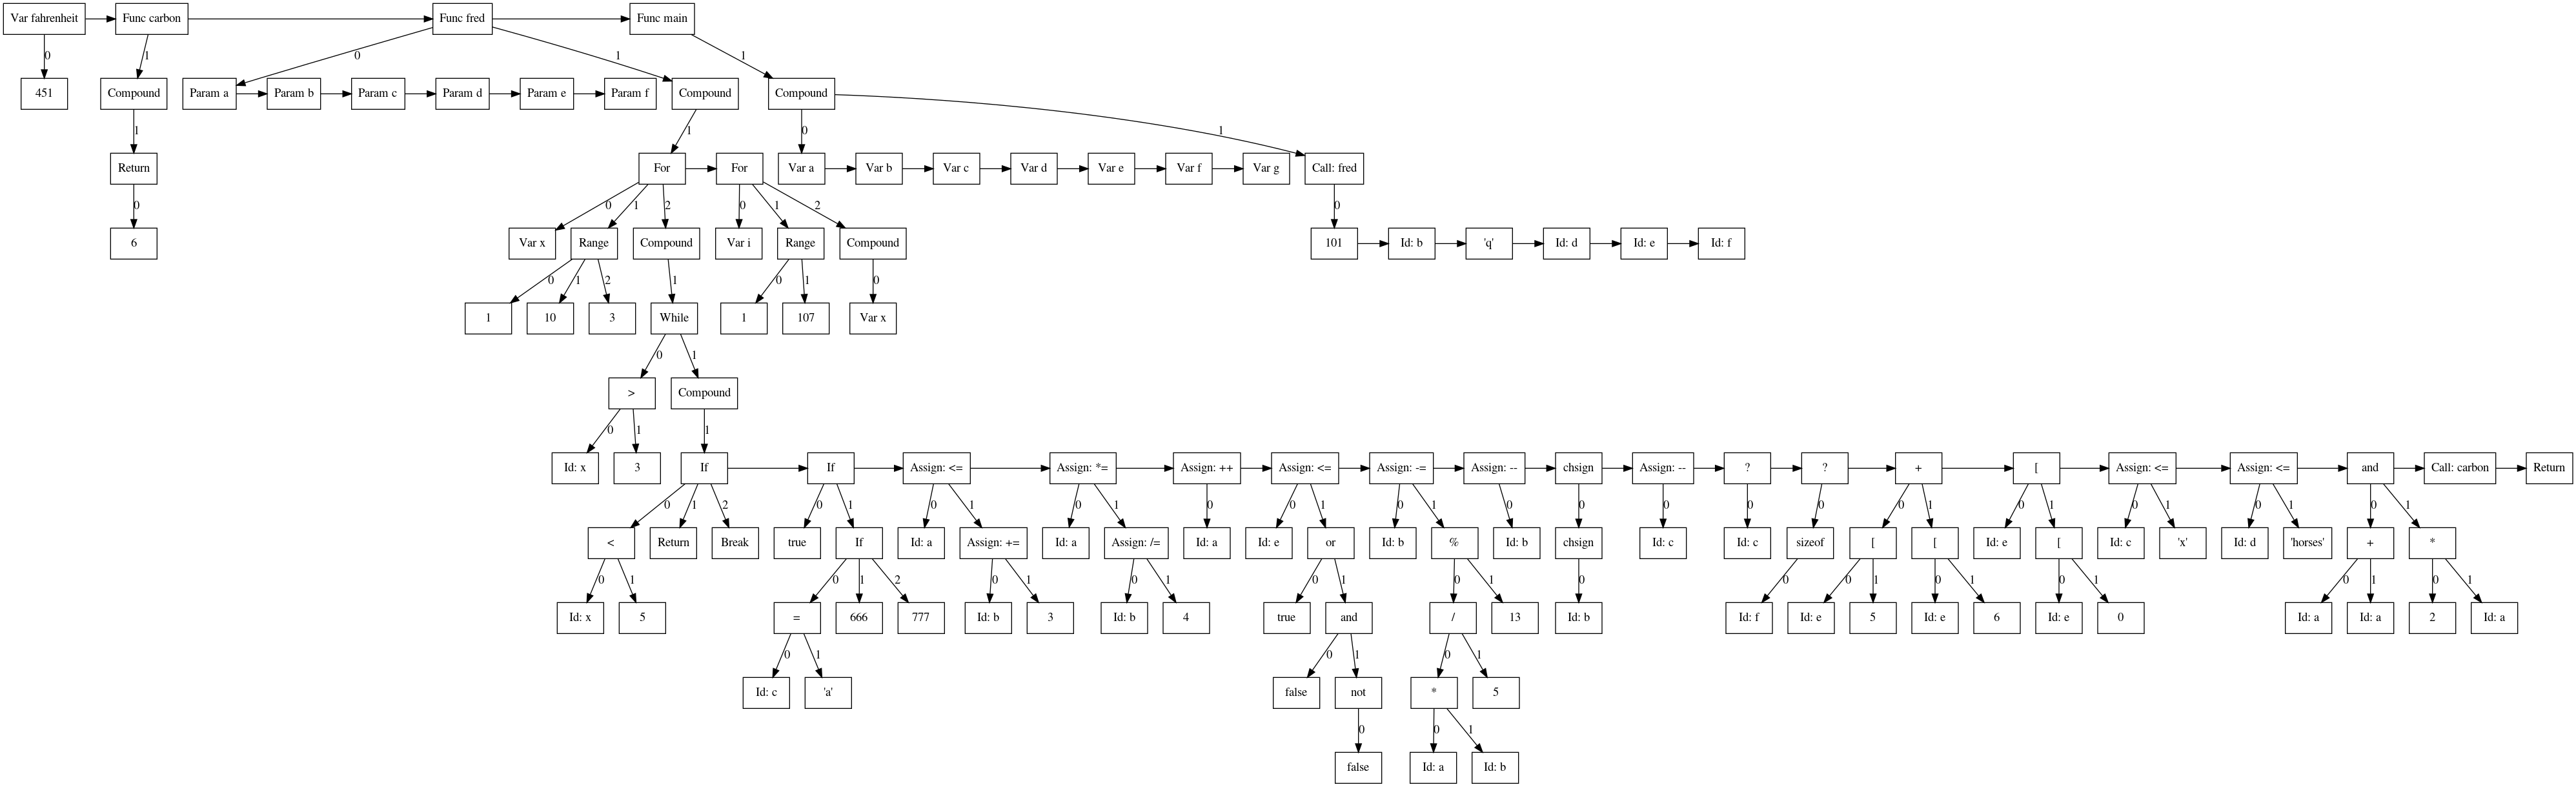 Var fahrenheit
Func carbon
Func fred
Func main
0
1
0
1
1
451
Compound
Param a
Param b
Param c
Param d
Param e
Param f
Compound
Compound
1
1
0
1
Return
For
For
Var a
Var b
Var c
Var d
Var e
Var f
Var g
Call: fred
0
0
1
2
0
1
2
0
6
Var x
Range
Compound
Var i
Range
Compound
101
Id: b
'q'
Id: d
Id: e
Id: f
0
1
2
1
0
1
0
1
10
3
While
1
107
Var x
0
1
>
Compound
0
1
1
Id: x
3
If
If
Assign: <=
Assign: *=
Assign: ++
Assign: <=
Assign: -=
Assign: --
chsign
Assign: --
?
?
+
[
Assign: <=
Assign: <=
and
Call: carbon
Return
0
1
2
0
1
0
1
0
1
0
0
1
0
1
0
0
0
0
0
0
1
0
1
0
1
0
1
0
1
<
Return
Break
true
If
Id: a
Assign: +=
Id: a
Assign: /=
Id: a
Id: e
or
Id: b
%
Id: b
chsign
Id: c
Id: c
sizeof
[
[
Id: e
[
Id: c
'x'
Id: d
'horses'
+
*
0
1
0
1
2
0
1
0
1
0
1
0
1
0
0
0
1
0
1
0
1
0
1
0
1
Id: x
5
=
666
777
Id: b
3
Id: b
4
true
and
/
13
Id: b
Id: f
Id: e
5
Id: e
6
Id: e
0
Id: a
Id: a
2
Id: a
0
1
0
1
0
1
Id: c
'a'
false
not
*
5
0
0
1
false
Id: a
Id: b